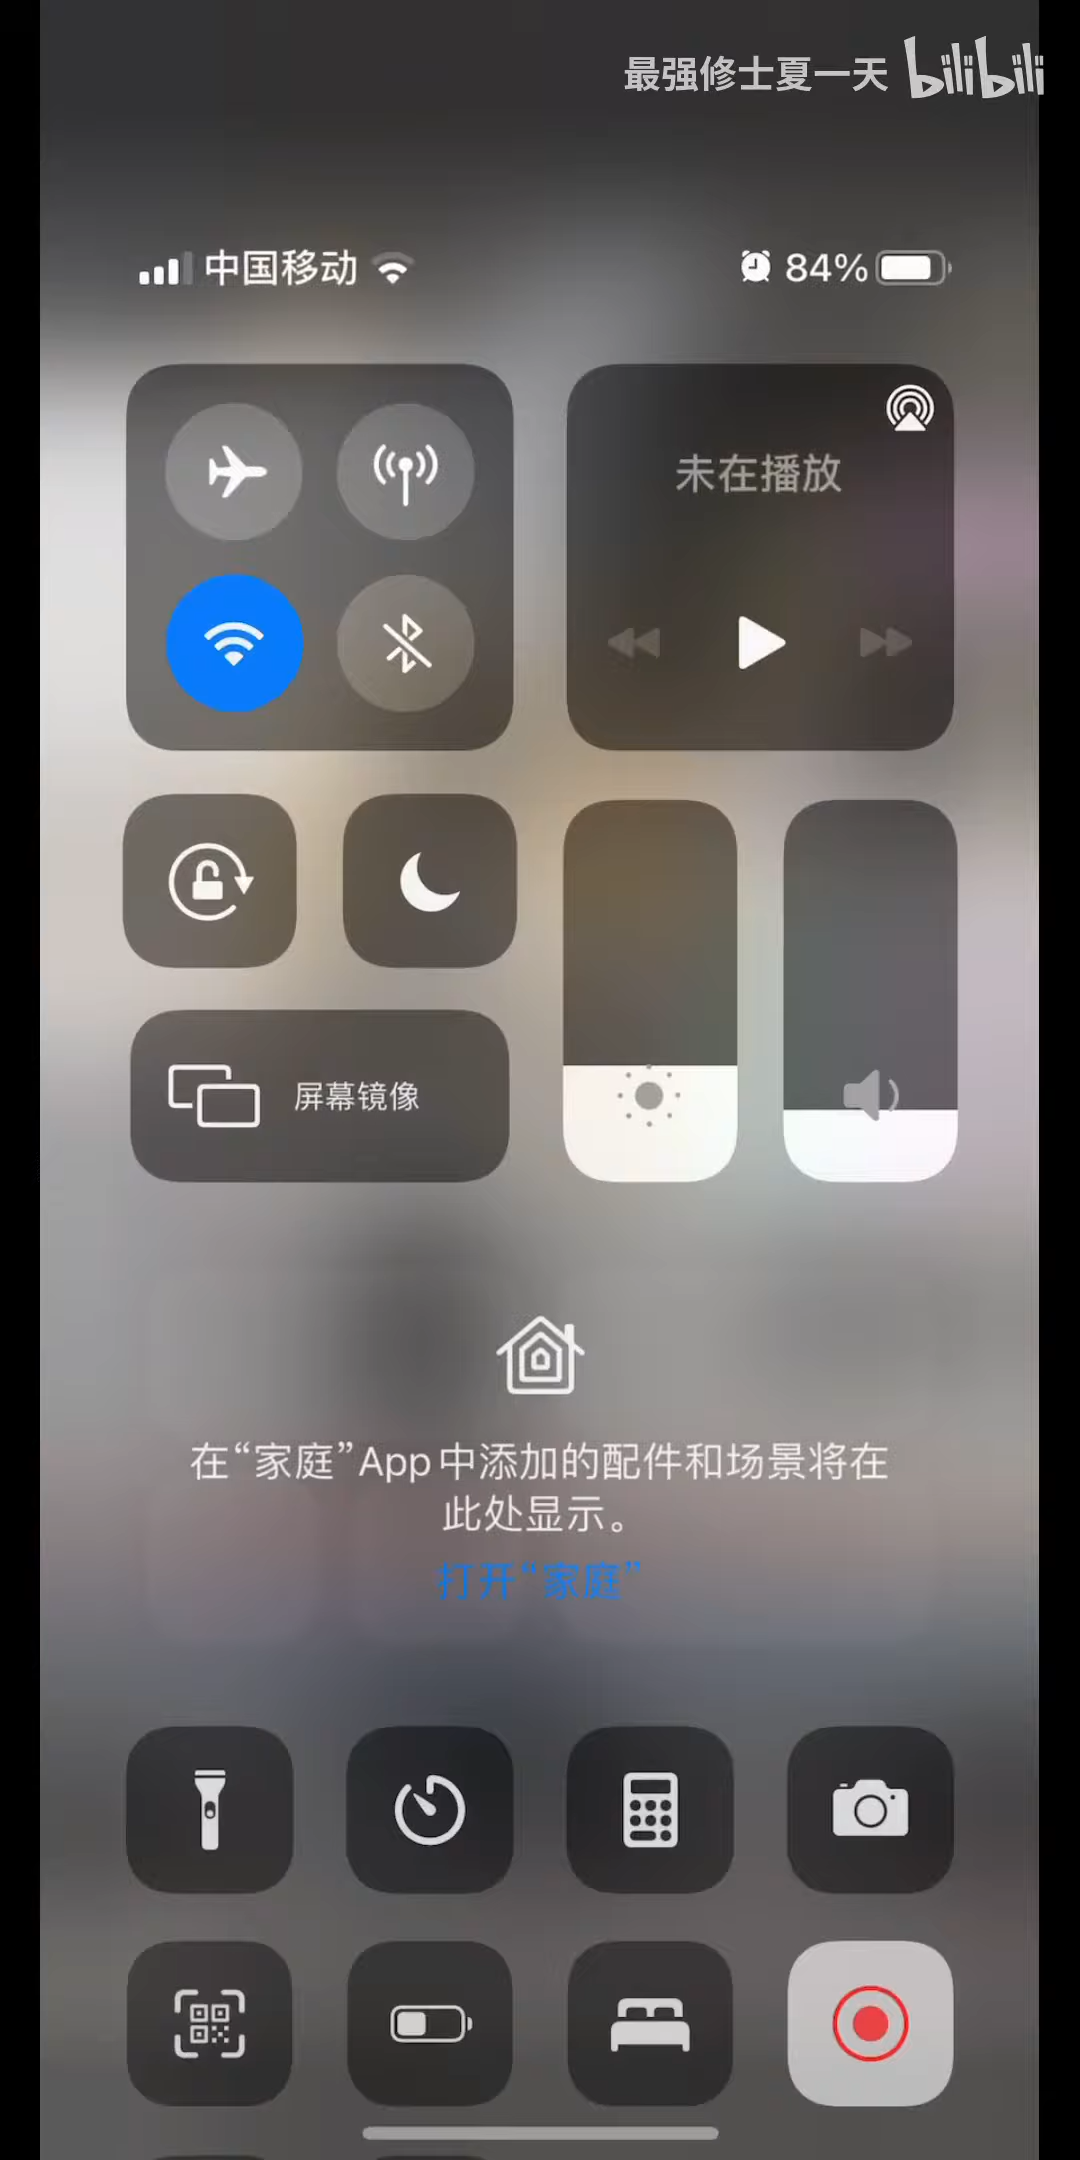 最强修士夏一天 bilibili
中国移动 84%
未在播放
屏幕镜像
在“家庭”App中添加的配件和场景将在
此处显示。
打开“家庭”